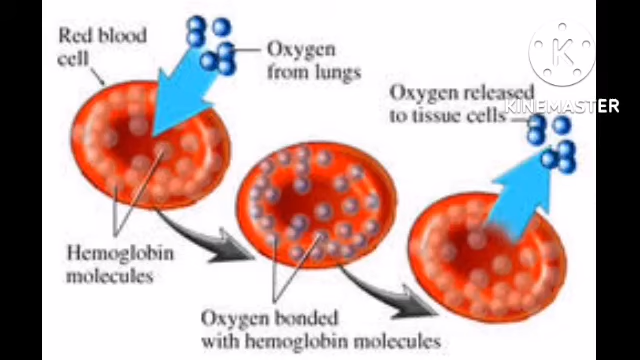 Red blood
cell
Oxygen
from lungs
Oxygen released
to tissue cells
K
KINEMASTER
Hemoglobin
molecules
Oxygen bonded
with hemoglobin molecules